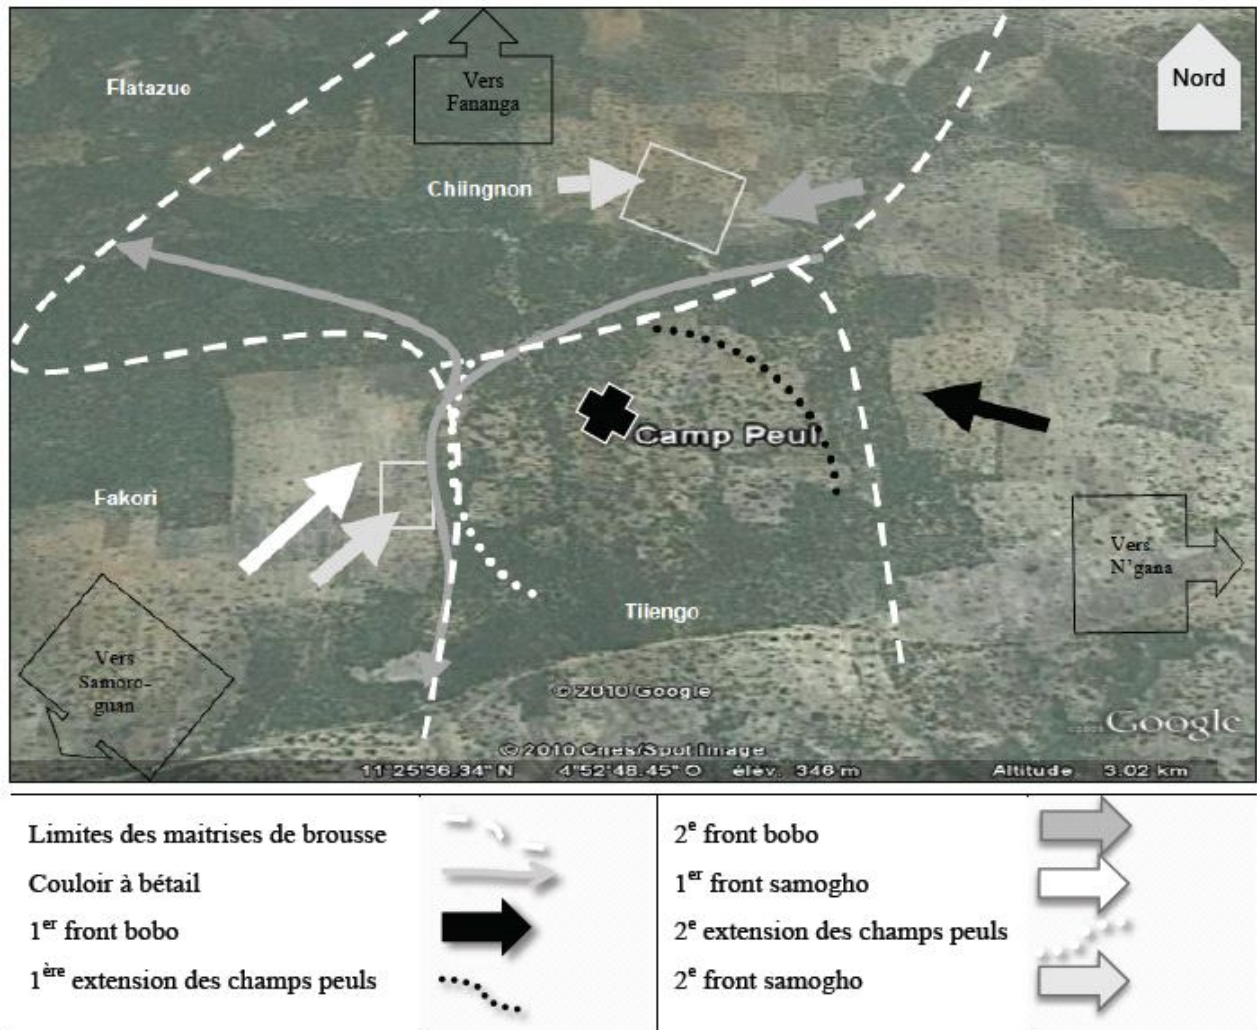 Flatazue
Vers
Fananga
Nord
Chiingnon
Camp Peul
Fakori
Vers
N'gana
Tilengo
Vers
Samoro-
guan
© 2010 Google
Google
© 2010 Cnes/Spot Image
11°25'36.34" N 4°52'48.45" O élév. 346 m Altitude 3.02 km
Limites des maitrises de brousse
Couloir à bétail
1er front bobo
1ère extension des champs peuls
2e front bobo
1er front samogho
2e extension des champs peuls
2e front samogho